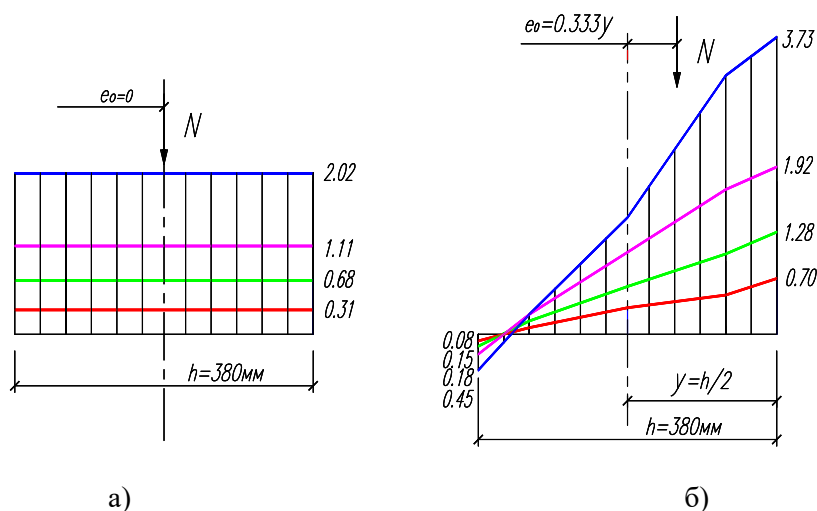 e₀=0
N
2.02
1.11
0.68
0.31
h=380мм
а)
e₀=0.333y
N
3.73
1.92
1.28
0.70
0.08
0.15
0.18
0.45
y=h/2
h=380мм
б)